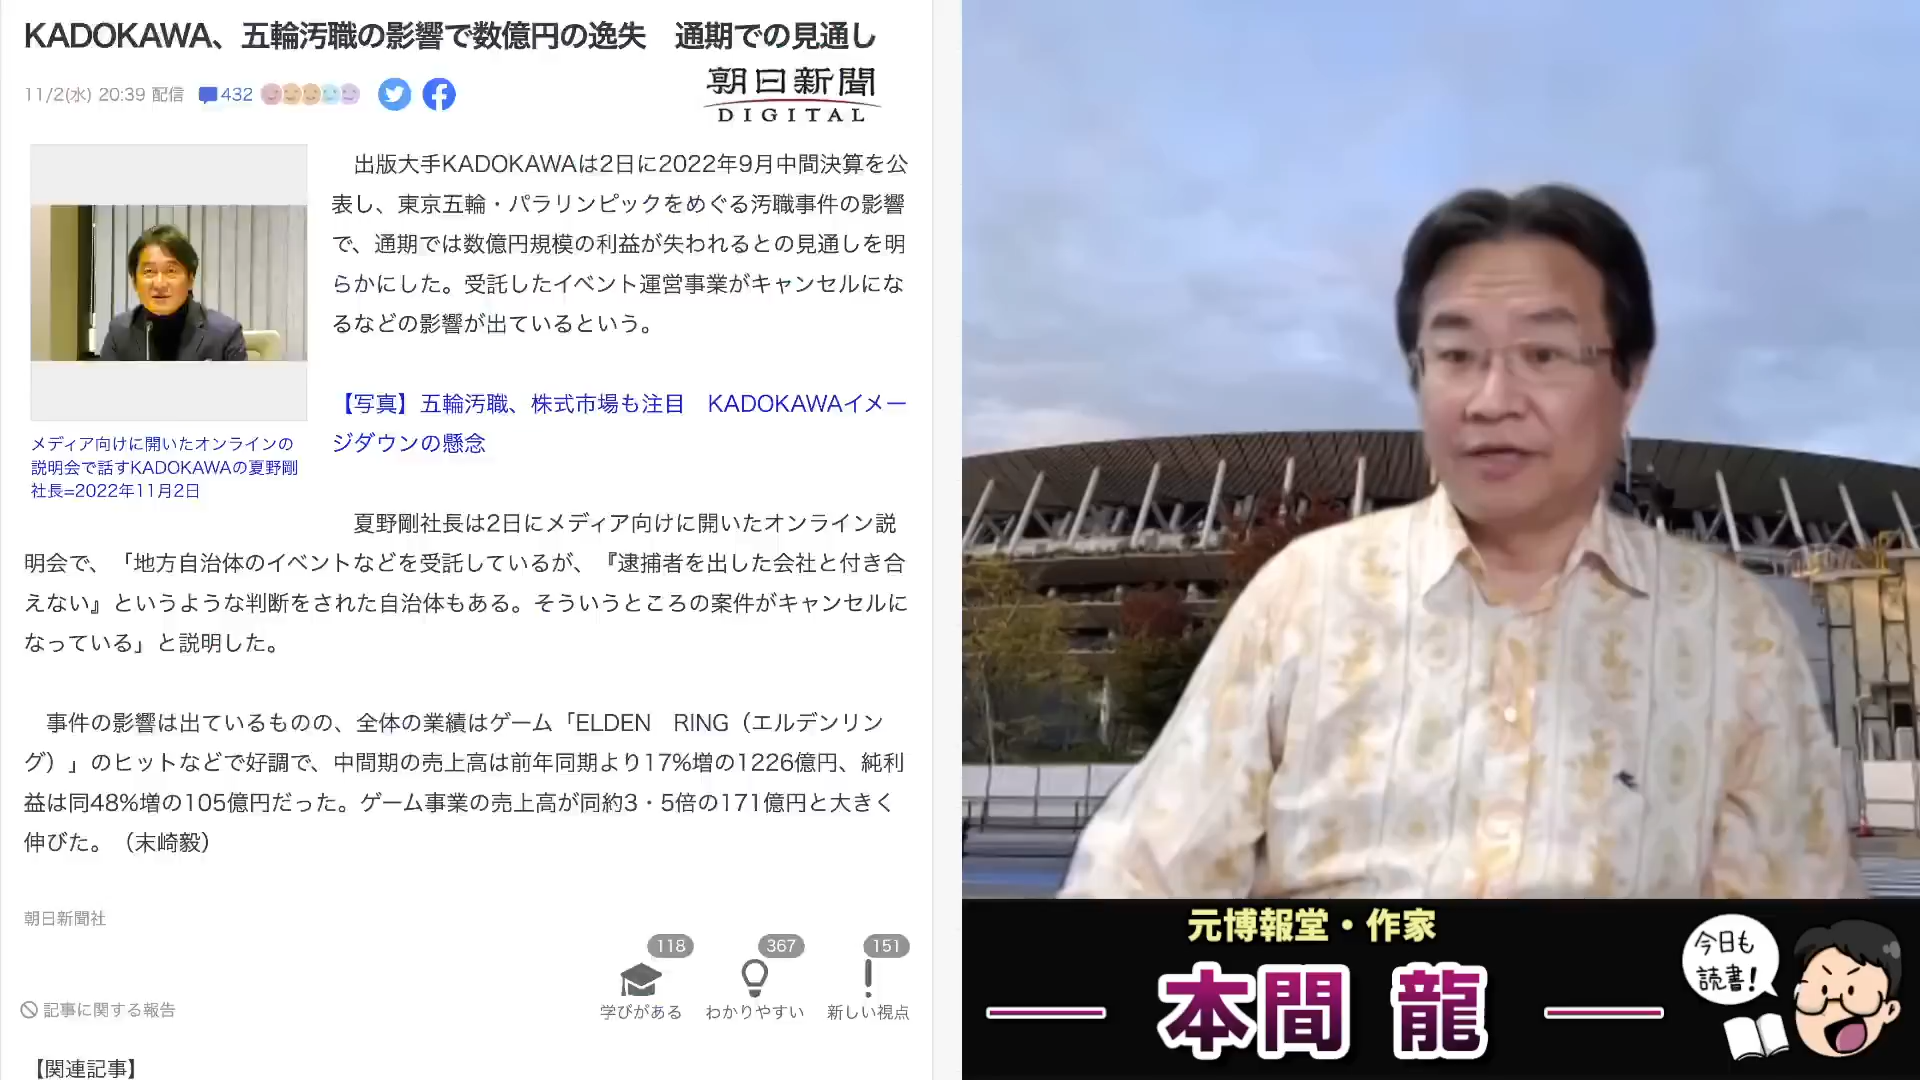 KADOKAWA、五輪汚職の影響で数億円の逸失　通期での見通し
11/2(水) 20:39 配信
432
朝日新聞
DIGITAL
出版大手KADOKAWAは2日に2022年9月中間決算を公
表し、東京五輪・パラリンピックをめぐる汚職事件の影響
で、通期では数億円規模の利益が失われるとの見通しを明
らかにした。受託したイベント運営事業がキャンセルにな
るなどの影響が出ているという。
【写真】五輪汚職、株式市場も注目　KADOKAWAイメー
ジダウンの懸念
メディア向けに開いたオンラインの
説明会で話すKADOKAWAの夏野剛
社長=2022年11月2日
夏野剛社長は2日にメディア向けに開いたオンライン説
明会で、「地方自治体のイベントなどを受託しているが、『逮捕者を出した会社と付き合
えない』というような判断をされた自治体もある。そういうところの案件がキャンセルに
なっている」と説明した。
事件の影響は出ているものの、全体の業績はゲーム「ELDEN　RING（エルデンリン
グ）」のヒットなどで好調で、中間期の売上高は前年同期より17%増の1226億円、純利
益は同48%増の105億円だった。ゲーム事業の売上高が同約3・5倍の171億円と大きく
伸びた。（末崎毅）
朝日新聞社
118
367
151
学びがある
わかりやすい
新しい視点
記事に関する報告
【関連記事】
元博報堂・作家
本間 龍
今日も
読書！